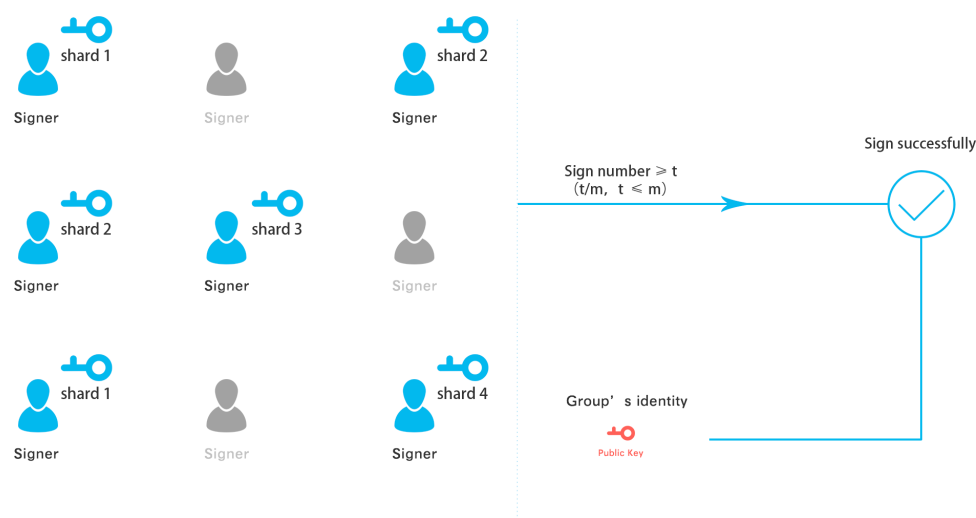 shard 1
shard 2
Signer
Signer
Signer
shard 2
shard 3
Signer
Signer
Signer
shard 1
shard 4
Signer
Signer
Signer
Sign successfully
Sign number ⩾ t
(t/m, t ⩽ m)
Group's identity
Public Key